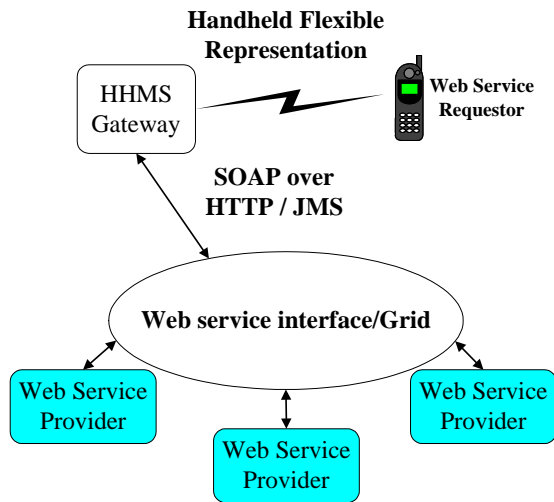 Handheld Flexible
Representation
HHMS
Gateway
Web Service
Requestor
SOAP over
HTTP / JMS
Web service interface/Grid
Web Service
Provider
Web Service
Provider
Web Service
Provider